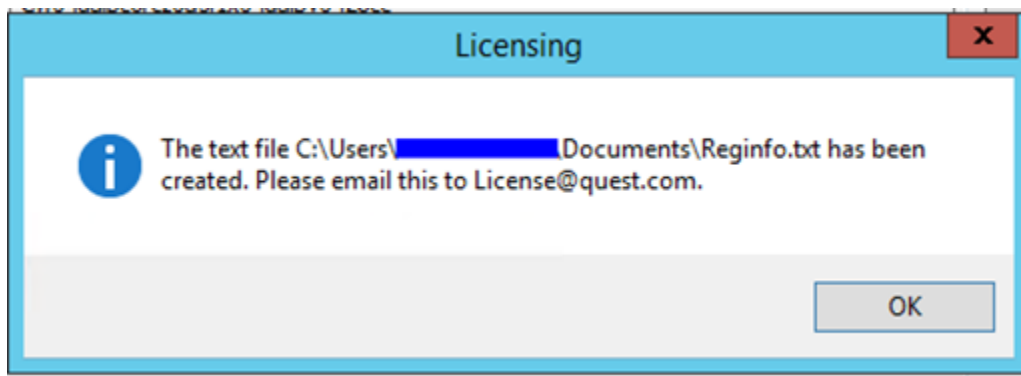 Licensing
x
The text file C:\Users\ \Documents\Reginfo.txt has been
created. Please email this to License@quest.com.
OK